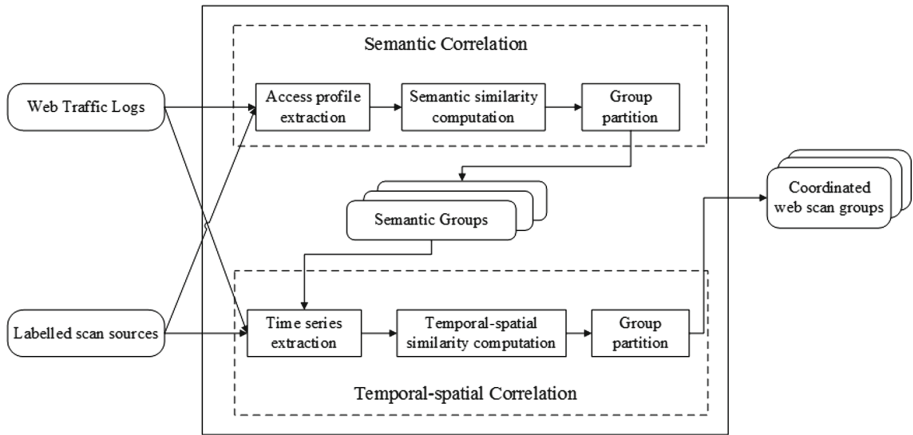 Semantic Correlation
Web Traffic Logs
Access profile
extraction
Semantic similarity
computation
Group
partition
Semantic Groups
Coordinated
web scan groups
Labelled scan sources
Time series
extraction
Temporal-spatial
similarity computation
Group
partition
Temporal-spatial Correlation